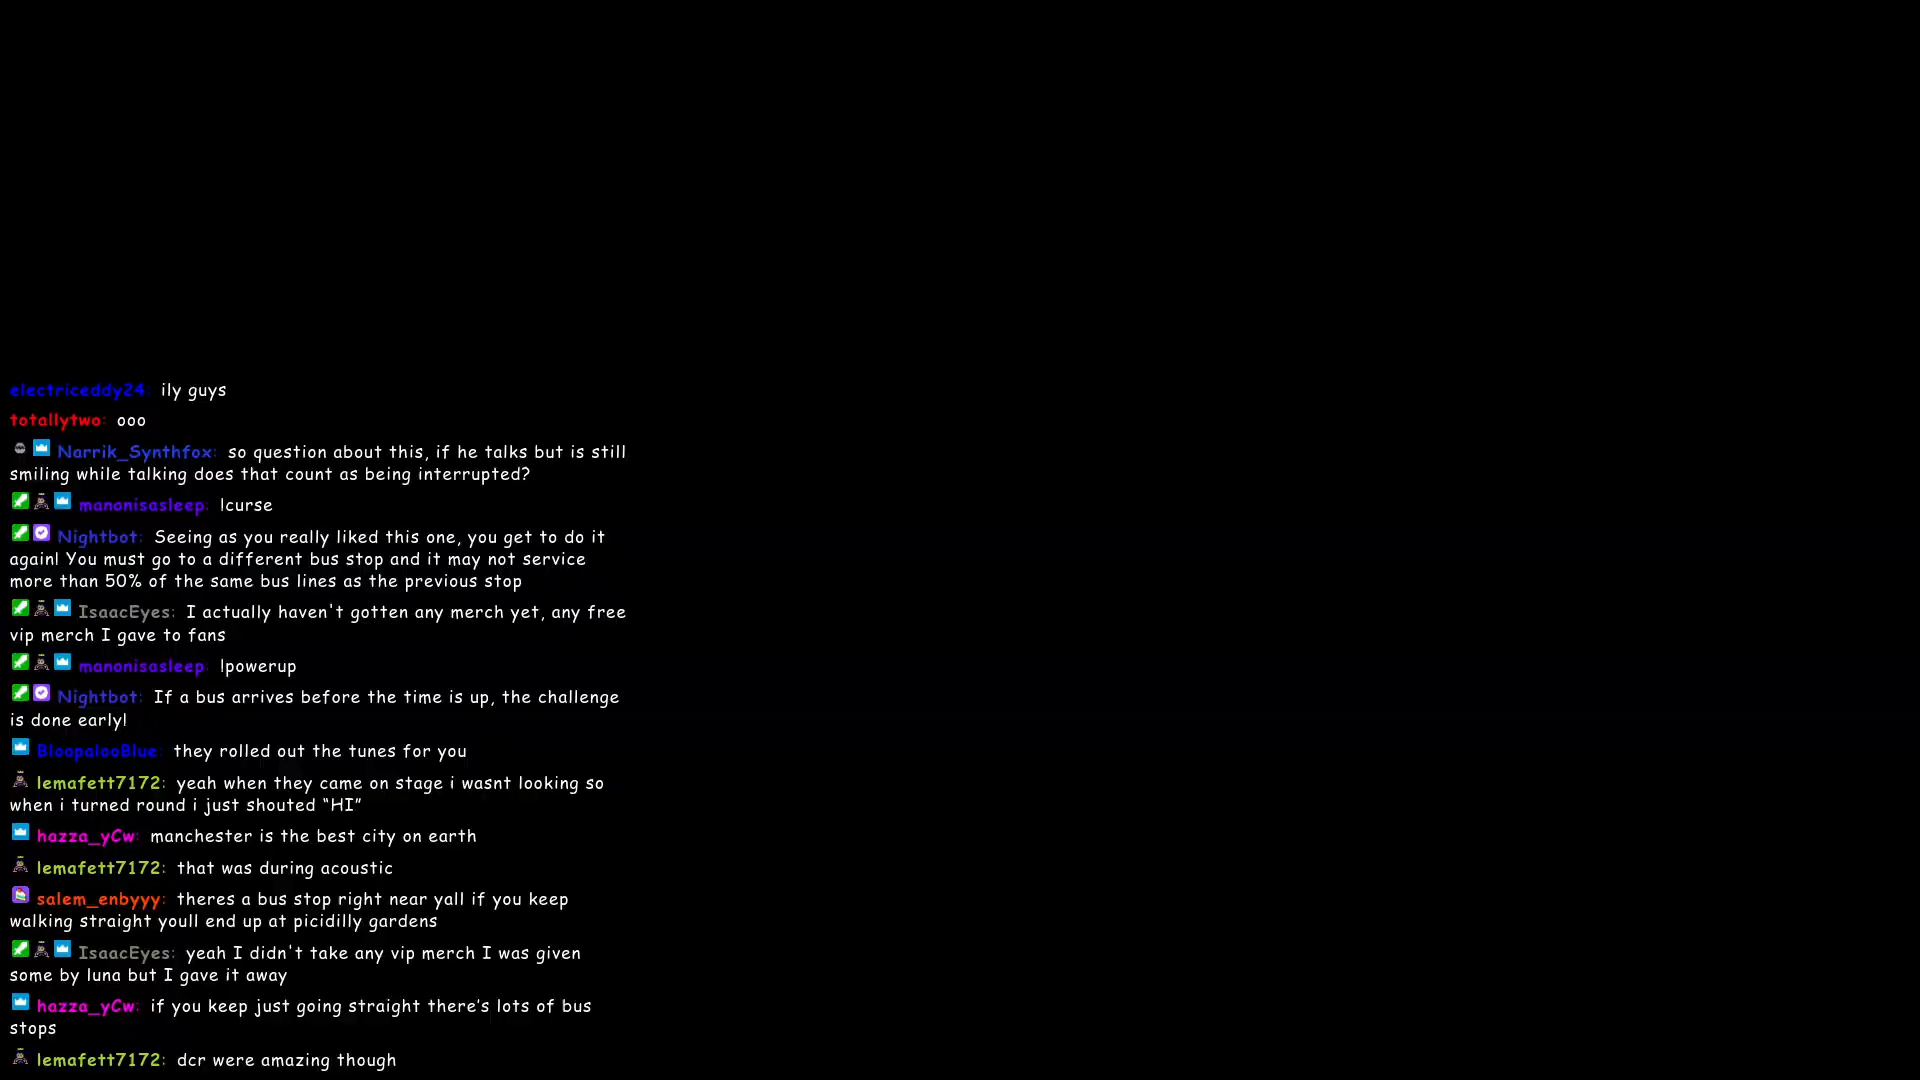 electriceddy24: ily guys
totallytwo: ooo
Narrik_Synthfox: so question about this, if he talks but is still
smiling while talking does that count as being interrupted?
manonisasleep: !curse
Nightbot: Seeing as you really liked this one, you get to do it
again! You must go to a different bus stop and it may not service
more than 50% of the same bus lines as the previous stop
IsaacEyes: I actually haven't gotten any merch yet, any free
vip merch I gave to fans
manonisasleep: !powerup
Nightbot: If a bus arrives before the time is up, the challenge
is done early!
BloopalooBlue: they rolled out the tunes for you
lemafett7172: yeah when they came on stage i wasnt looking so
when i turned round i just shouted “HI”
hazza_yCw: manchester is the best city on earth
lemafett7172: that was during acoustic
salem_enbyyy: theres a bus stop right near yall if you keep
walking straight youll end up at picidilly gardens
IsaacEyes: yeah I didn't take any vip merch I was given
some by luna but I gave it away
hazza_yCw: if you keep just going straight there’s lots of bus
stops
lemafett7172: dcr were amazing though